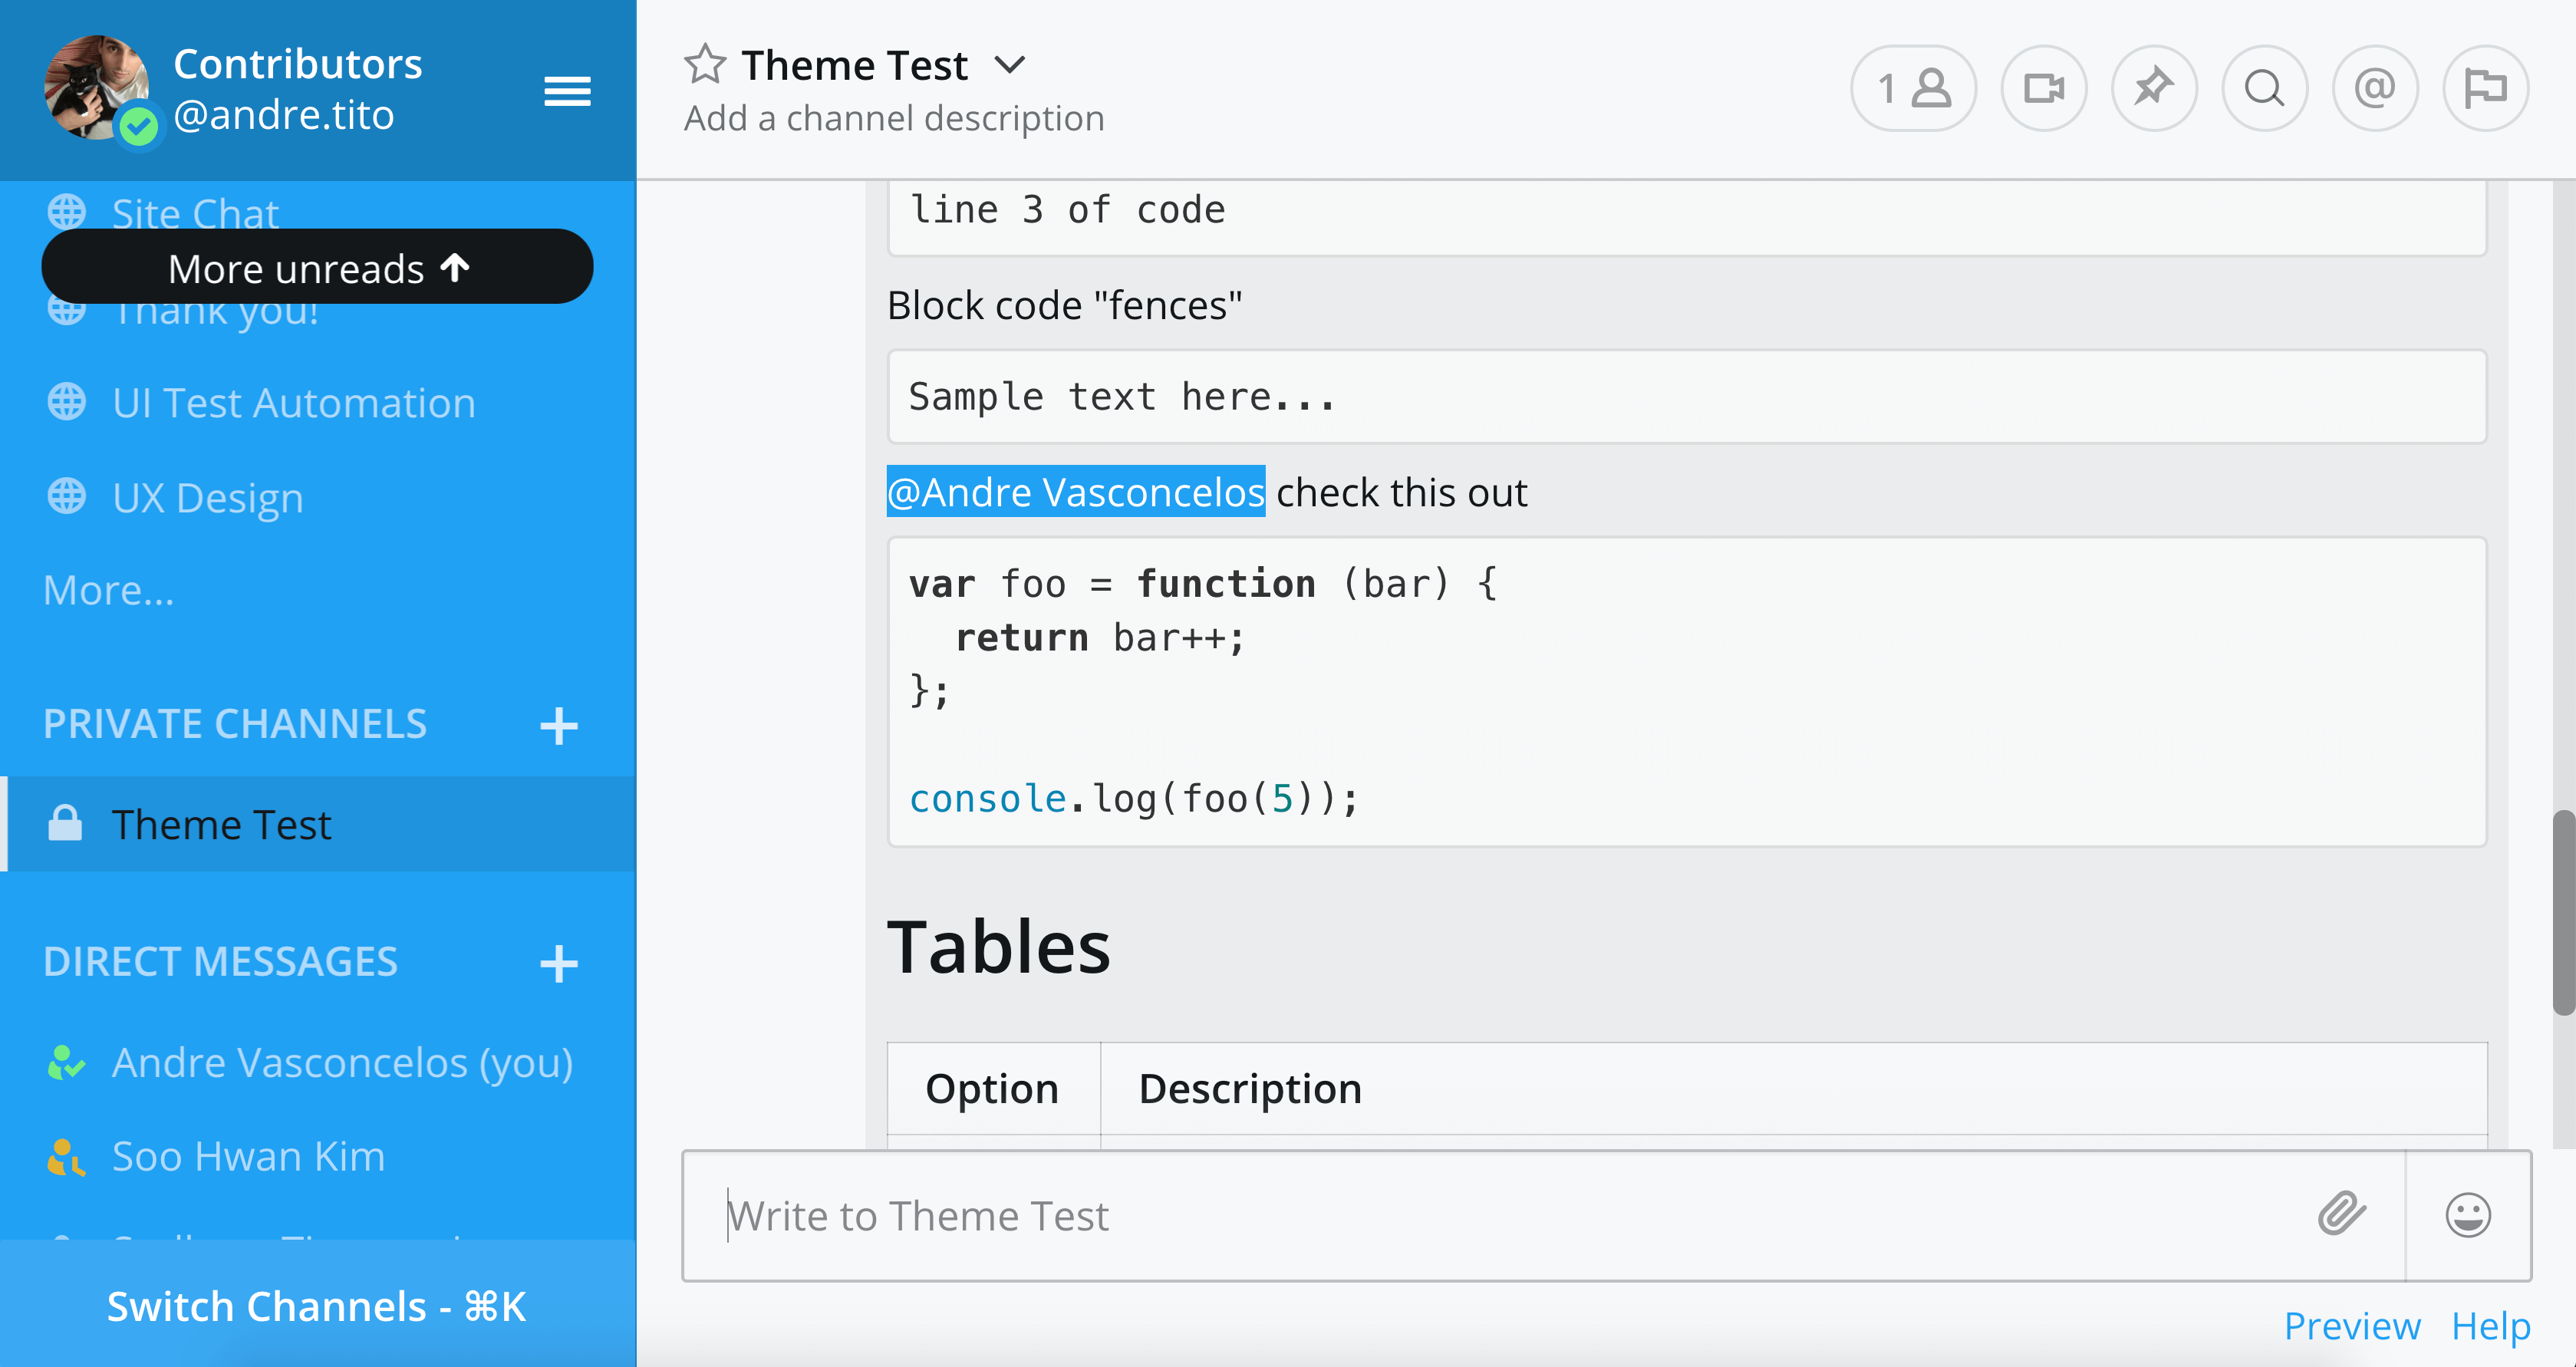 Contributors
@andre.tito
Site Chat
More unreads
Thank you!
UI Test Automation
UX Design
More...
PRIVATE CHANNELS
Theme Test
DIRECT MESSAGES
Andre Vasconcelos (you)
Soo Hwan Kim
Switch Channels - ⌘K
Theme Test
Add a channel description
1
@
line 3 of code
Block code "fences"
Sample text here...
@Andre Vasconcelos check this out
var foo = function (bar) {
  return bar++;
};
console.log(foo(5));
Tables
Option Description
Write to Theme Test
Preview Help